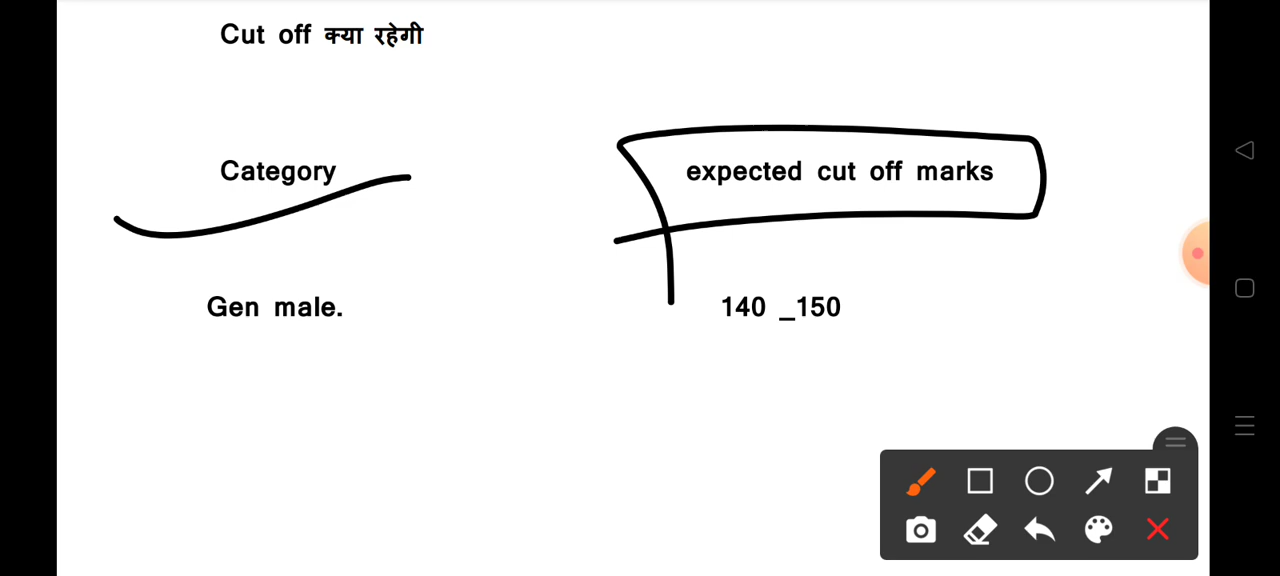 Cut off क्या रहेगी
Category expected cut off marks
Gen male. 140 _150